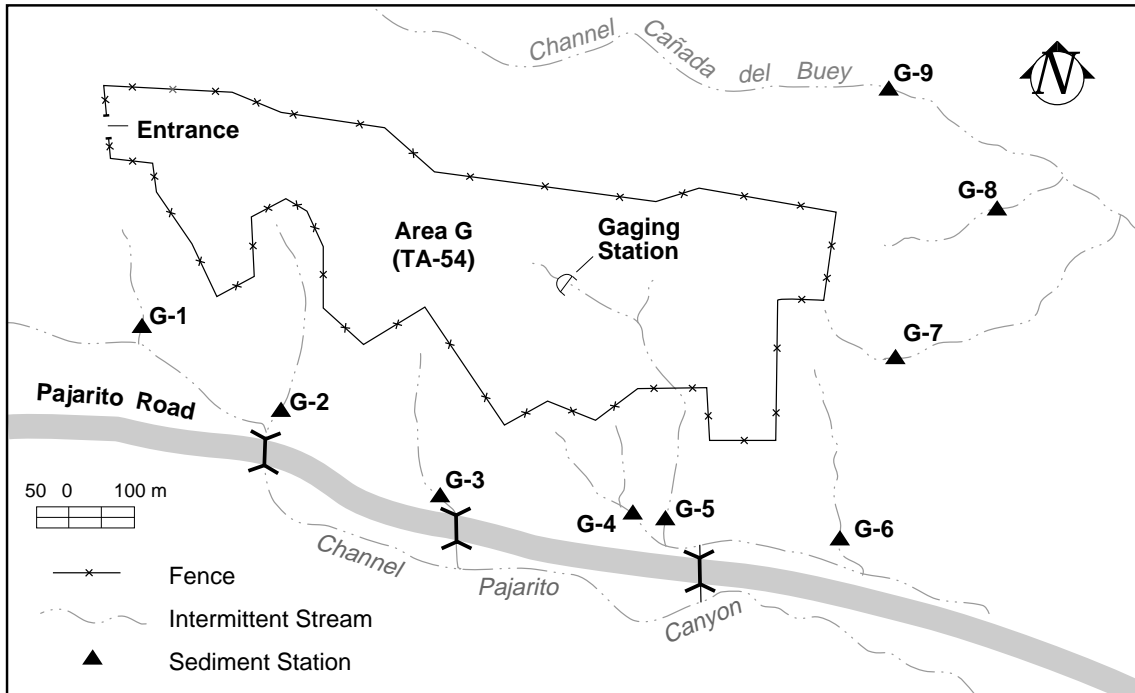 Channel Cañada del Buey
G-9
N
Entrance
G-8
Area G
(TA-54)
Gaging
Station
G-1
G-7
Pajarito Road
G-2
50 0 100 m
G-3
G-4
G-5
G-6
Channel Pajarito Canyon
Fence
Intermittent Stream
Sediment Station